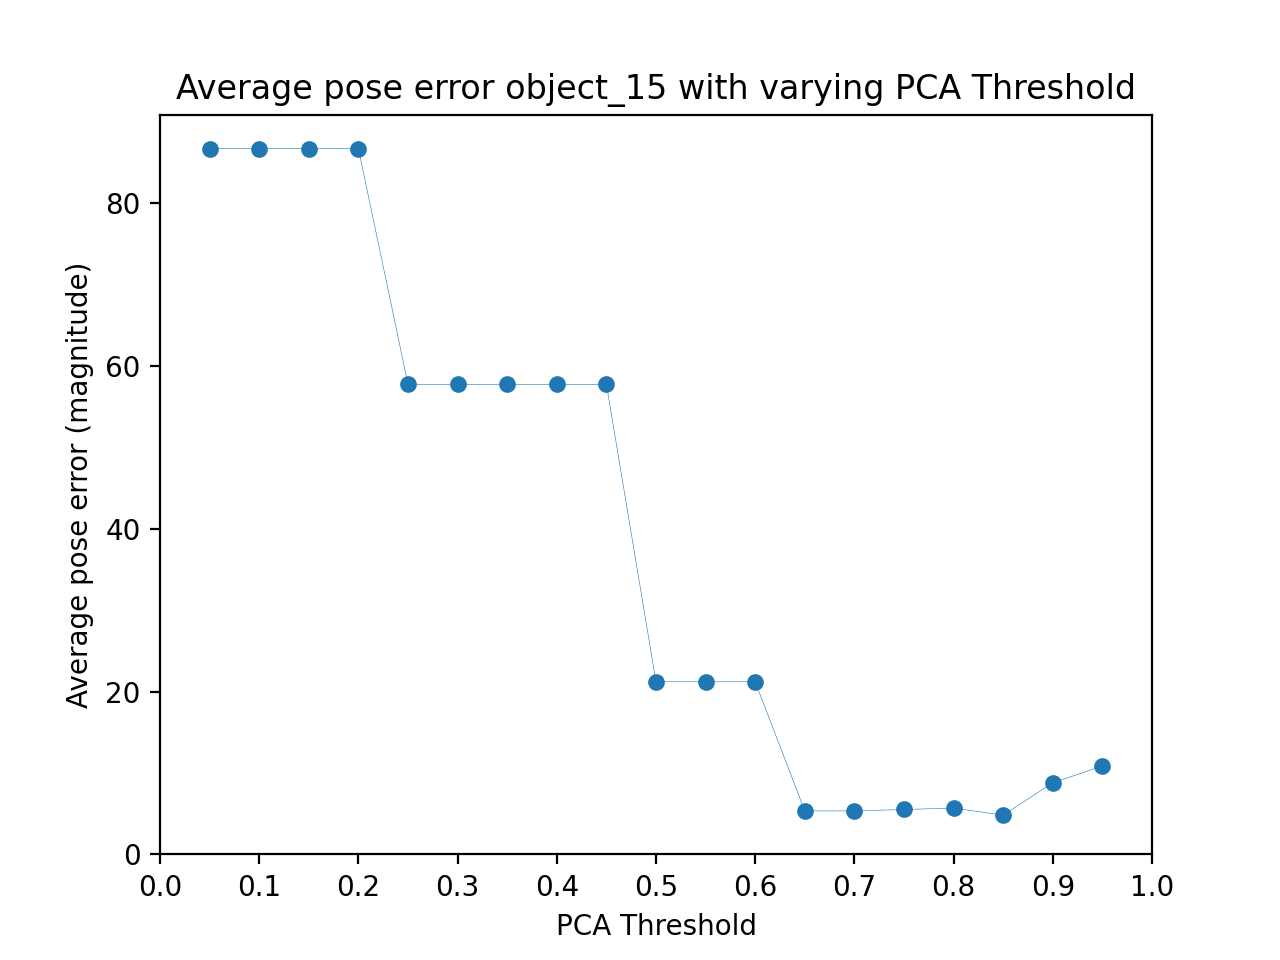 Average pose error object_15 with varying PCA Threshold
Average pose error (magnitude)
80
60
40
20
0
0.0 0.1 0.2 0.3 0.4 0.5 0.6 0.7 0.8 0.9 1.0
PCA Threshold